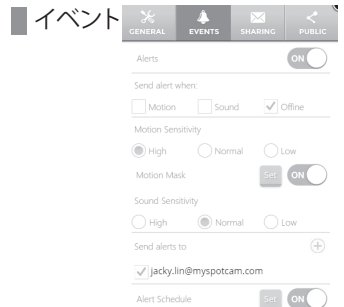 イベント
GENERAL EVENTS SHARING PUBLIC
Alerts ON
Send alert when:
Motion Sound Offine
Motion Sensitivity
High Normal Low
Motion Mask Set ON
Sound Sensitivity
High Normal Low
Send alerts to
jacky.lin@myspotcam.com
Alert Schedule Set ON